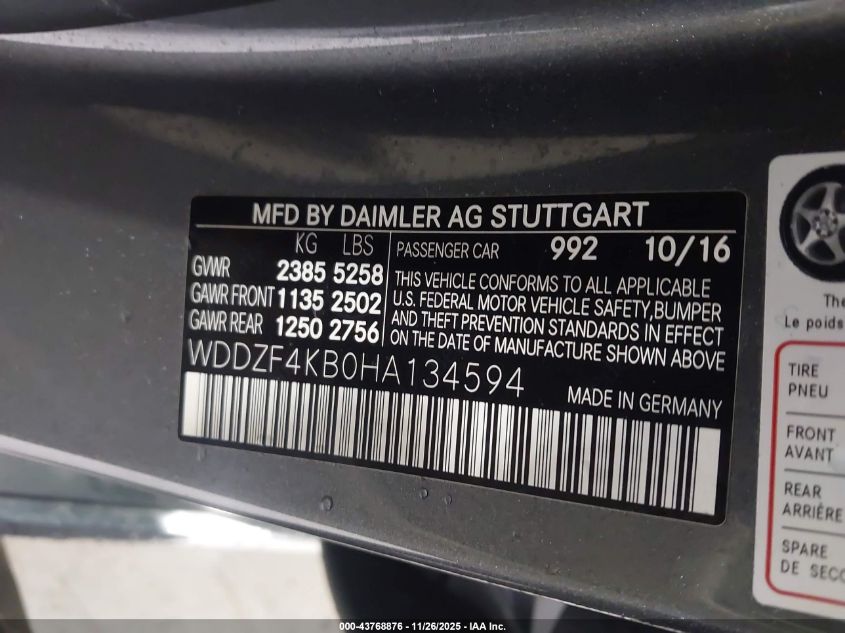 MFD BY DAIMLER AG STUTTGART
KG LBS
GVWR 2385 5258
GAWR FRONT 1135 2502
GAWR REAR 1250 2756
PASSENGER CAR 992 10/16
THIS VEHICLE CONFORMS TO ALL APPLICABLE
U.S. FEDERAL MOTOR VEHICLE SAFETY,BUMPER
AND THEFT PREVENTION STANDARDS IN EFFECT
ON THE DATE OF MANUFACTURE SHOWN ABOVE
WDDZF4KB0HA134594
MADE IN GERMANY
Le poids
TIRE
PNEU
FRONT
AVANT
REAR
ARRIÈRE
SPARE
DE
000-43768876 - 11/26/2025 - IAA Inc.